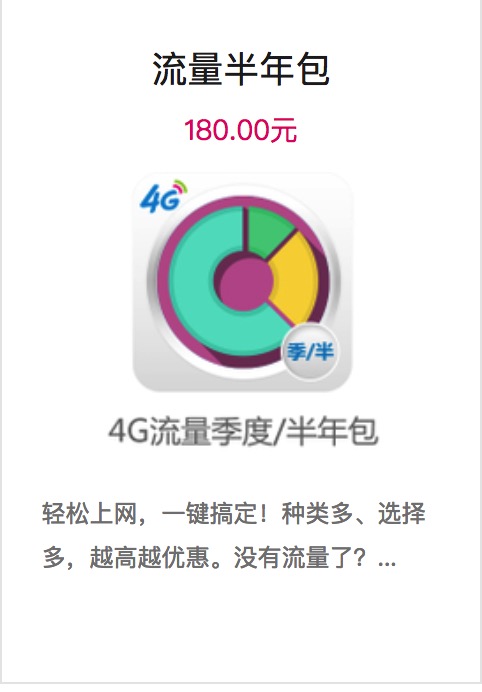 流量半年包
180.00元
4G
季/半
4G流量季度/半年包
轻松上网，一键搞定！种类多、选择
多，越高越优惠。没有流量了？...